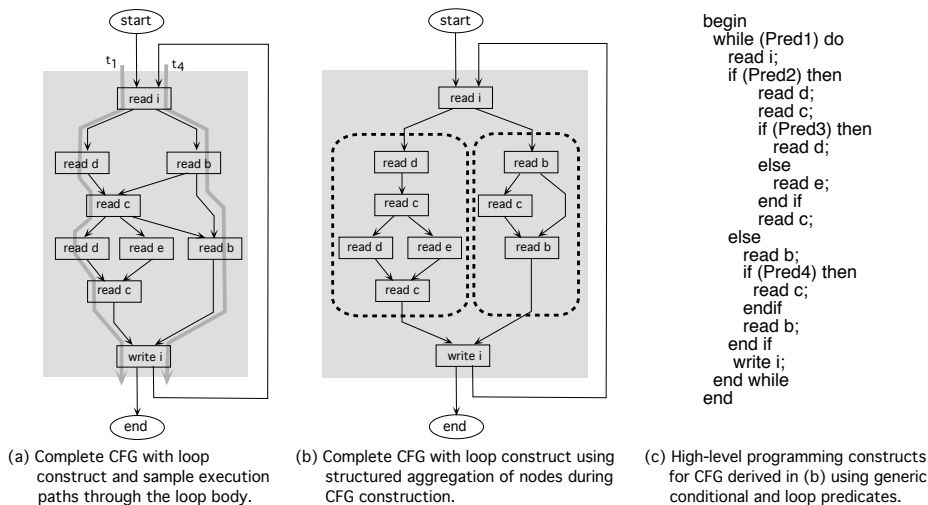 start
t1
t4
read i
read d
read b
read c
read d
read e
read b
read c
write i
end
(a) Complete CFG with loop
construct and sample execution
paths through the loop body.
start
read i
read d
read b
read c
read c
read d
read e
read b
read c
write i
end
(b) Complete CFG with loop construct using
structured aggregation of nodes during
CFG construction.
begin
while (Pred1) do
read i;
if (Pred2) then
read d;
read c;
if (Pred3) then
read d;
else
read e;
end if
read c;
else
read b;
if (Pred4) then
read c;
endif
read b;
end if
write i;
end while
end
(c) High-level programming constructs
for CFG derived in (b) using generic
conditional and loop predicates.